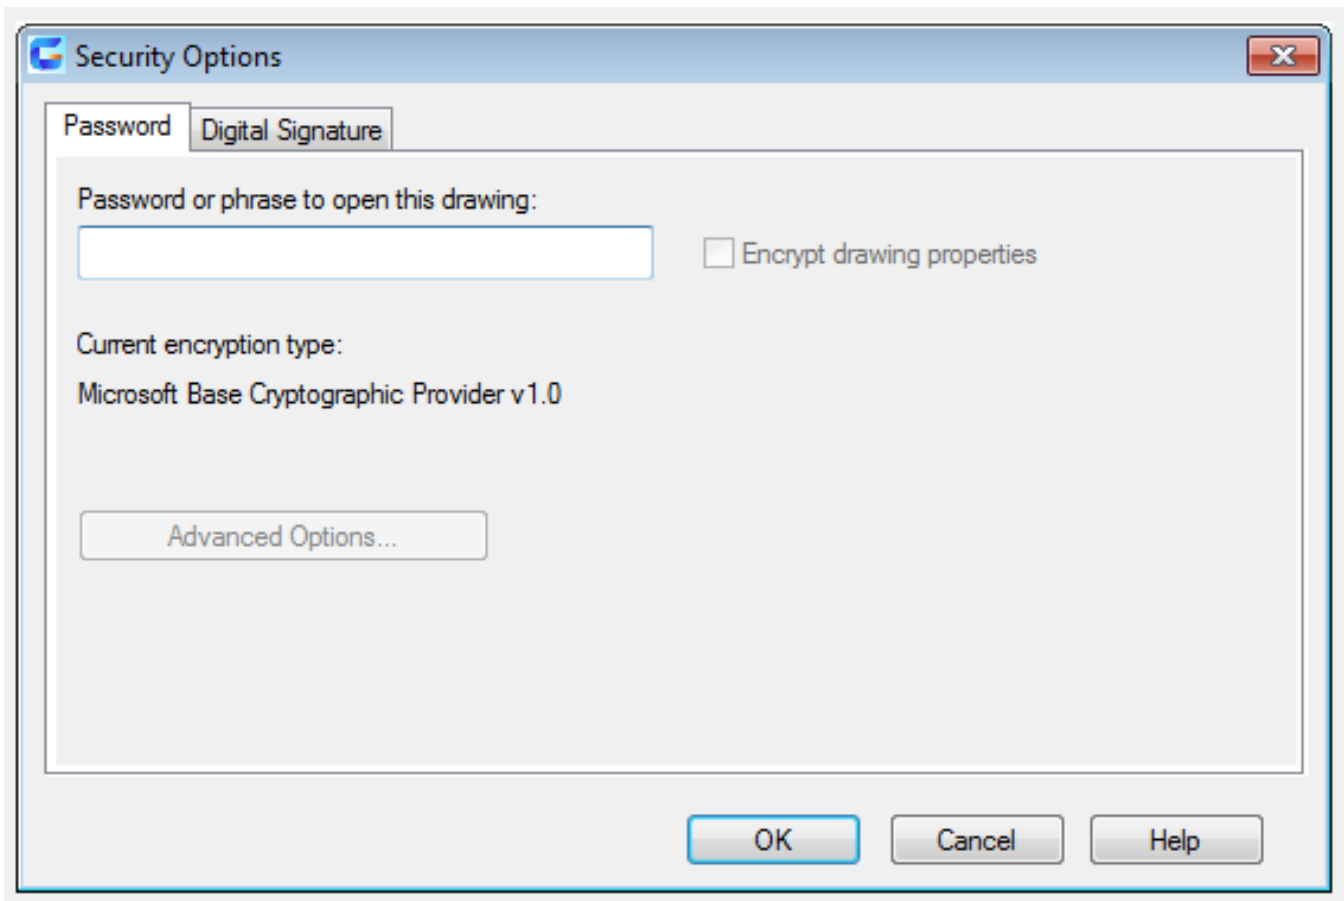 Security Options
Password
Digital Signature
Password or phrase to open this drawing:
Encrypt drawing properties
Current encryption type:
Microsoft Base Cryptographic Provider v1.0
Advanced Options...
OK
Cancel
Help